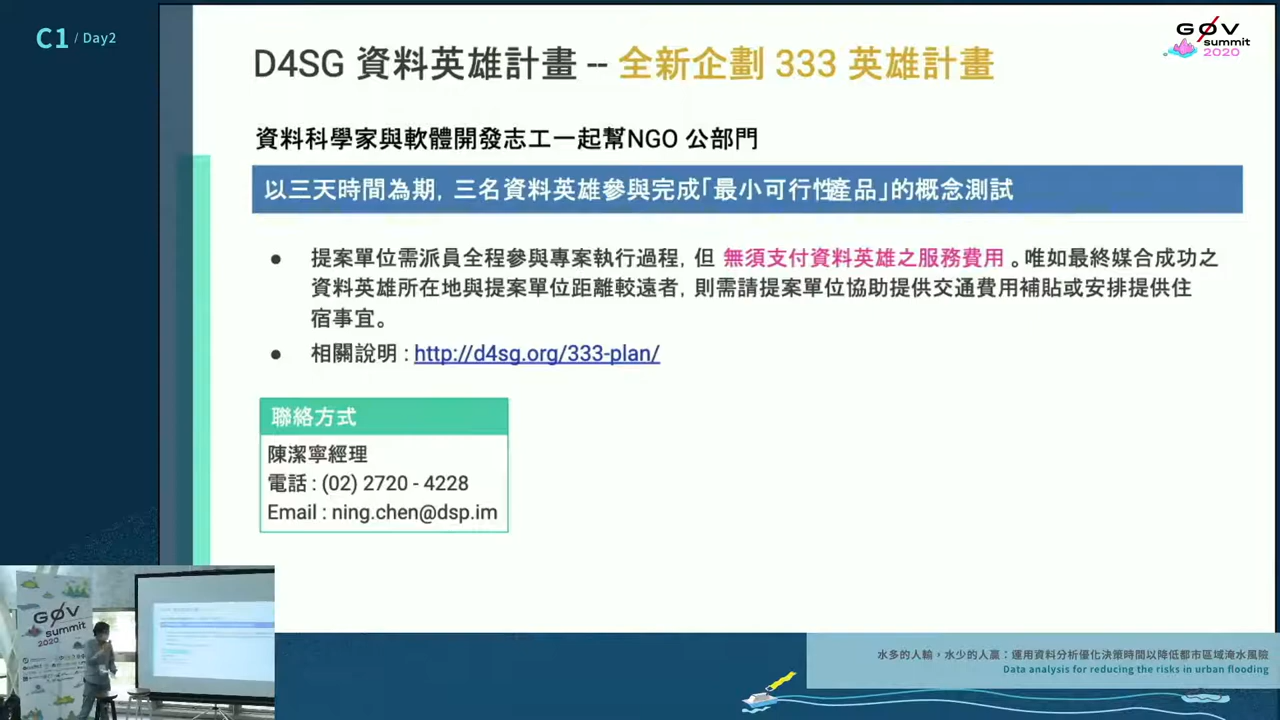 C1 / Day2
GØV
summit
2020
D4SG 資料英雄計畫 -- 全新企劃 333 英雄計畫
資料科學家與軟體開發志工一起幫NGO 公部門
以三天時間為期, 三名資料英雄參與完成「最小可行性產品」的概念測試
● 提案單位需派員全程參與專案執行過程, 但 無須支付資料英雄之服務費用 。唯如最終媒合成功之
資料英雄所在地與提案單位距離較遠者, 則需請提案單位協助提供交通費用補貼或安排提供住
宿事宜。
● 相關說明 : http://d4sg.org/333-plan/
聯絡方式
陳潔寧經理
電話 : (02) 2720 - 4228
Email : ning.chen@dsp.im
GØV
summit
2020
水多的人輸，水少的人贏：運用資料分析優化決策時間以降低都市區域淹水風院
Data analysis for reducing the risks in urban flooding